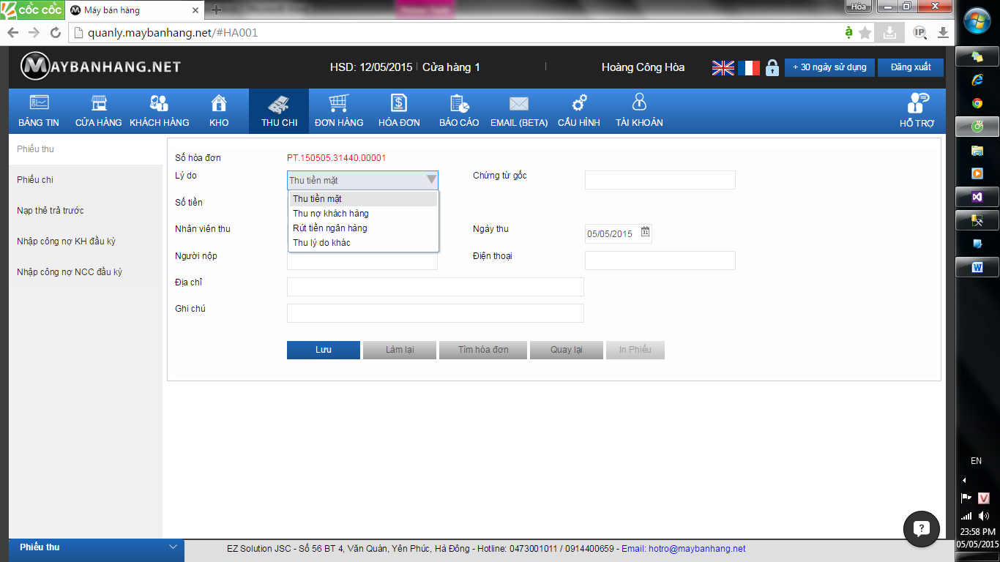 CỐC CỐC
Máy bán hàng
Hòa
quanly.maybanhang.net/#HA001
IP
MAYBANHANG.NET
HSD: 12/05/2015 | Cửa hàng 1 |
Hoàng Công Hòa
+ 30 ngày sử dụng
Đăng xuất
BẢNG TIN
CỬA HÀNG
KHÁCH HÀNG
KHO
THU CHI
ĐƠN HÀNG
HÓA ĐƠN
BÁO CÁO
EMAIL (BETA)
CẤU HÌNH
TÀI KHOẢN
HỖ TRỢ
Phiếu thu
Phiếu chi
Nạp thẻ trả trước
Nhập công nợ KH đầu kỳ
Nhập công nợ NCC đầu kỳ
Số hóa đơn
PT.150505.31440.00001
Lý do
Thu tiền mặt
Chứng từ gốc
Thu tiền mặt
Thu nợ khách hàng
Rút tiền ngân hàng
Thu lý do khác
Số tiền
Nhân viên thu
Ngày thu
05/05/2015
31
Người nộp
Điện thoại
Địa chỉ
Ghi chú
Lưu
Làm lại
Tìm hóa đơn
Quay lại
In Phiếu
Phiếu thu
EZ Solution JSC - Số 56 BT 4, Văn Quán, Yên Phúc, Hà Đông - Hotline: 0473001011 / 0914400659 - Email: hotro@maybanhang.net
EN
23:58 PM
05/05/2015